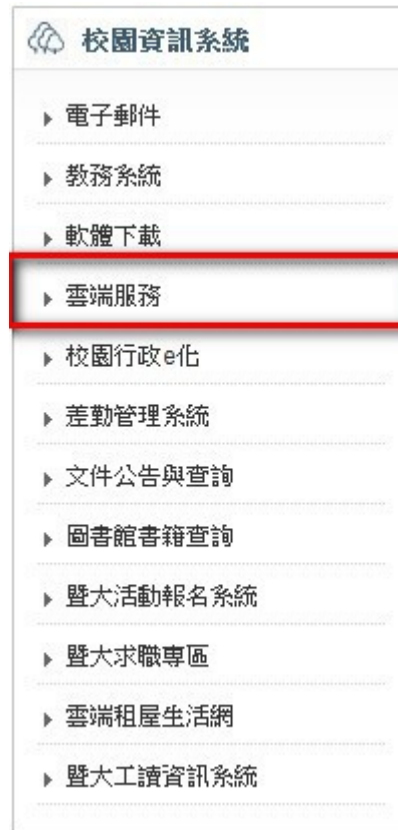 校園資訊系統
電子郵件
教務系統
軟體下載
雲端服務
校園行政e化
差勤管理系統
文件公告與查詢
圖書館書籍查詢
暨大活動報名系統
暨大求職專區
雲端租屋生活網
暨大工讀資訊系統